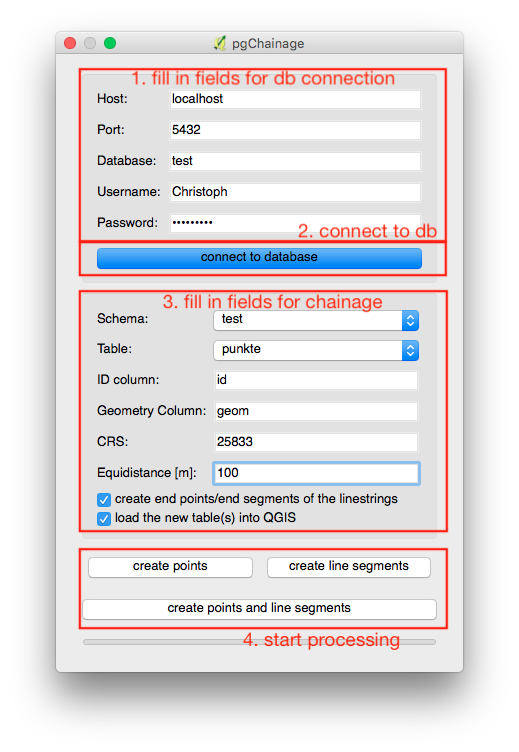 pgChainage
1. fill in fields for db connection
Host: localhost
Port: 5432
Database: test
Username: Christoph
Password: •••••••••
2. connect to db
connect to database
3. fill in fields for chainage
Schema: test
Table: punkte
ID column: id
Geometry Column: geom
CRS: 25833
Equidistance [m]: 100
create end points/end segments of the linestrings
load the new table(s) into QGIS
create points create line segments
create points and line segments
4. start processing